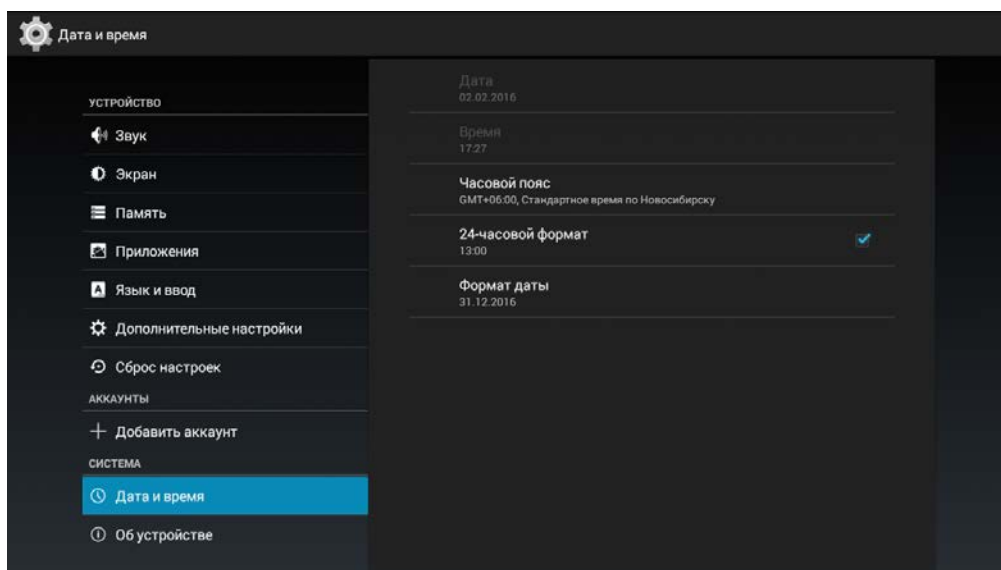 Дата и время
УСТРОЙСТВО
Звук
Экран
Память
Приложения
Язык и ввод
Дополнительные настройки
Сброс настроек
АККАУНТЫ
Добавить аккаунт
СИСТЕМА
Дата и время
Об устройстве
Дата
02.02.2016
Время
17:27
Часовой пояс
GMT+06:00, Стандартное время по Новосибирску
24-часовой формат
13:00
Формат даты
31.12.2016